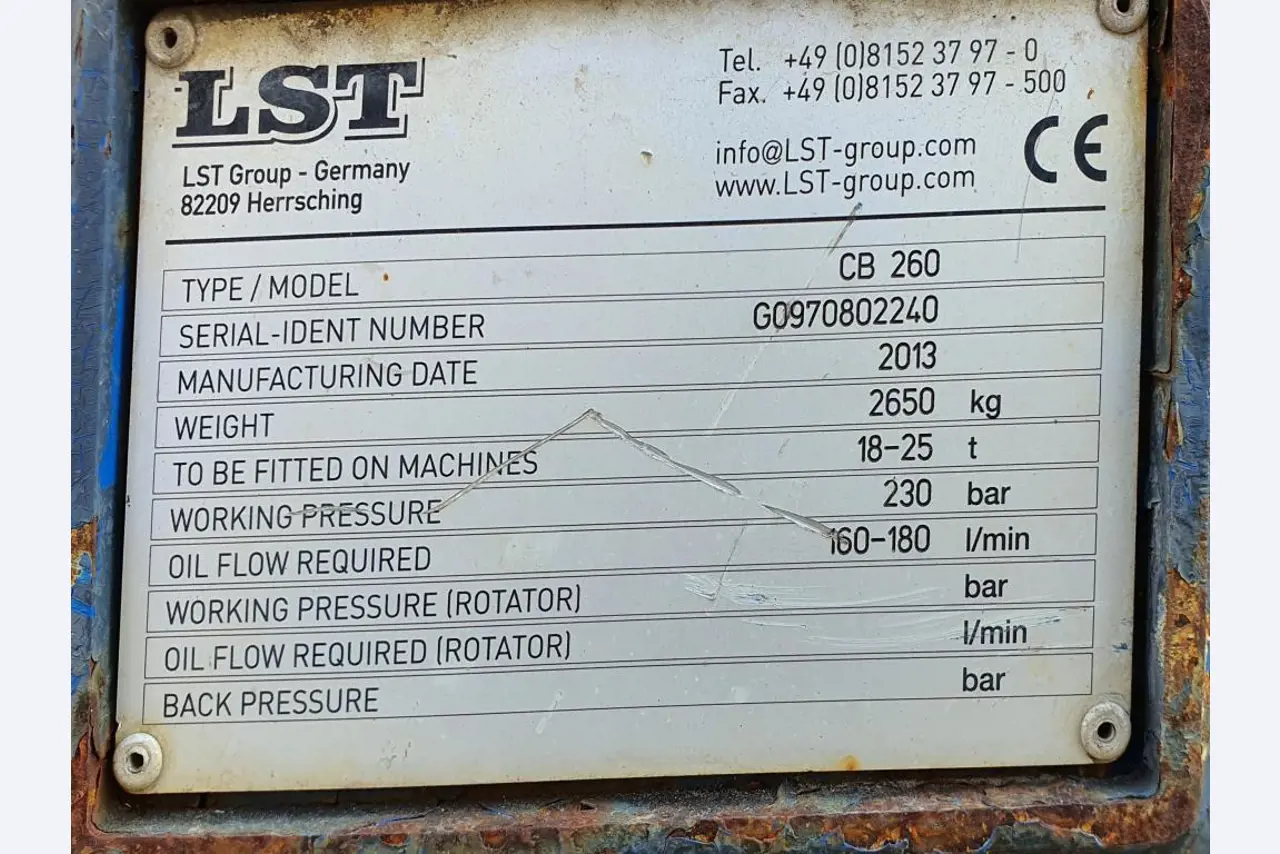 LST
LST Group - Germany
82209 Herrsching
Tel. +49 (0)8152 37 97 - 0
Fax. +49 (0)8152 37 97 - 500
info@LST-group.com
www.LST-group.com
CE
TYPE / MODEL CB 260
SERIAL-IDENT NUMBER G0970802240
MANUFACTURING DATE 2013
WEIGHT 2650 kg
TO BE FITTED ON MACHINES 18-25 t
WORKING PRESSURE 230 bar
OIL FLOW REQUIRED 160-180 l/min
WORKING PRESSURE (ROTATOR) bar
OIL FLOW REQUIRED (ROTATOR) l/min
BACK PRESSURE bar